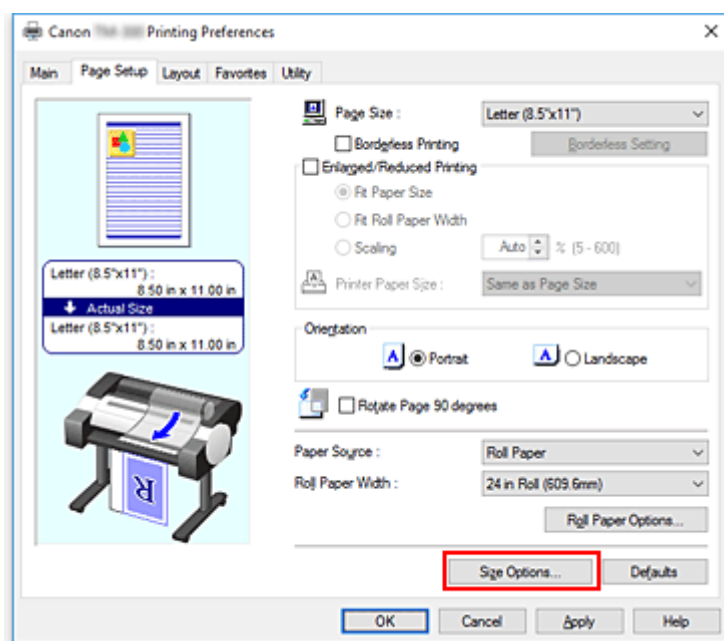 Canon Printing Preferences
Main Page Setup Layout Favorites Utility
Page Size : Letter (8.5"x11")
Borderless Printing Borderless Setting
Enlarged/Reduced Printing
Fit Paper Size
Fit Roll Paper Width
Scaling Auto % (5 - 600)
Printer Paper Size : Same as Page Size
Letter (8.5"x11") :
8.50 in x 11.00 in
Actual Size
Letter (8.5"x11") :
8.50 in x 11.00 in
Orientation
A Portrait A Landscape
Rotate Page 90 degrees
Paper Source : Roll Paper
Roll Paper Width : 24 in Roll (609.6mm)
Roll Paper Options...
R
Size Options... Defaults
OK Cancel Apply Help